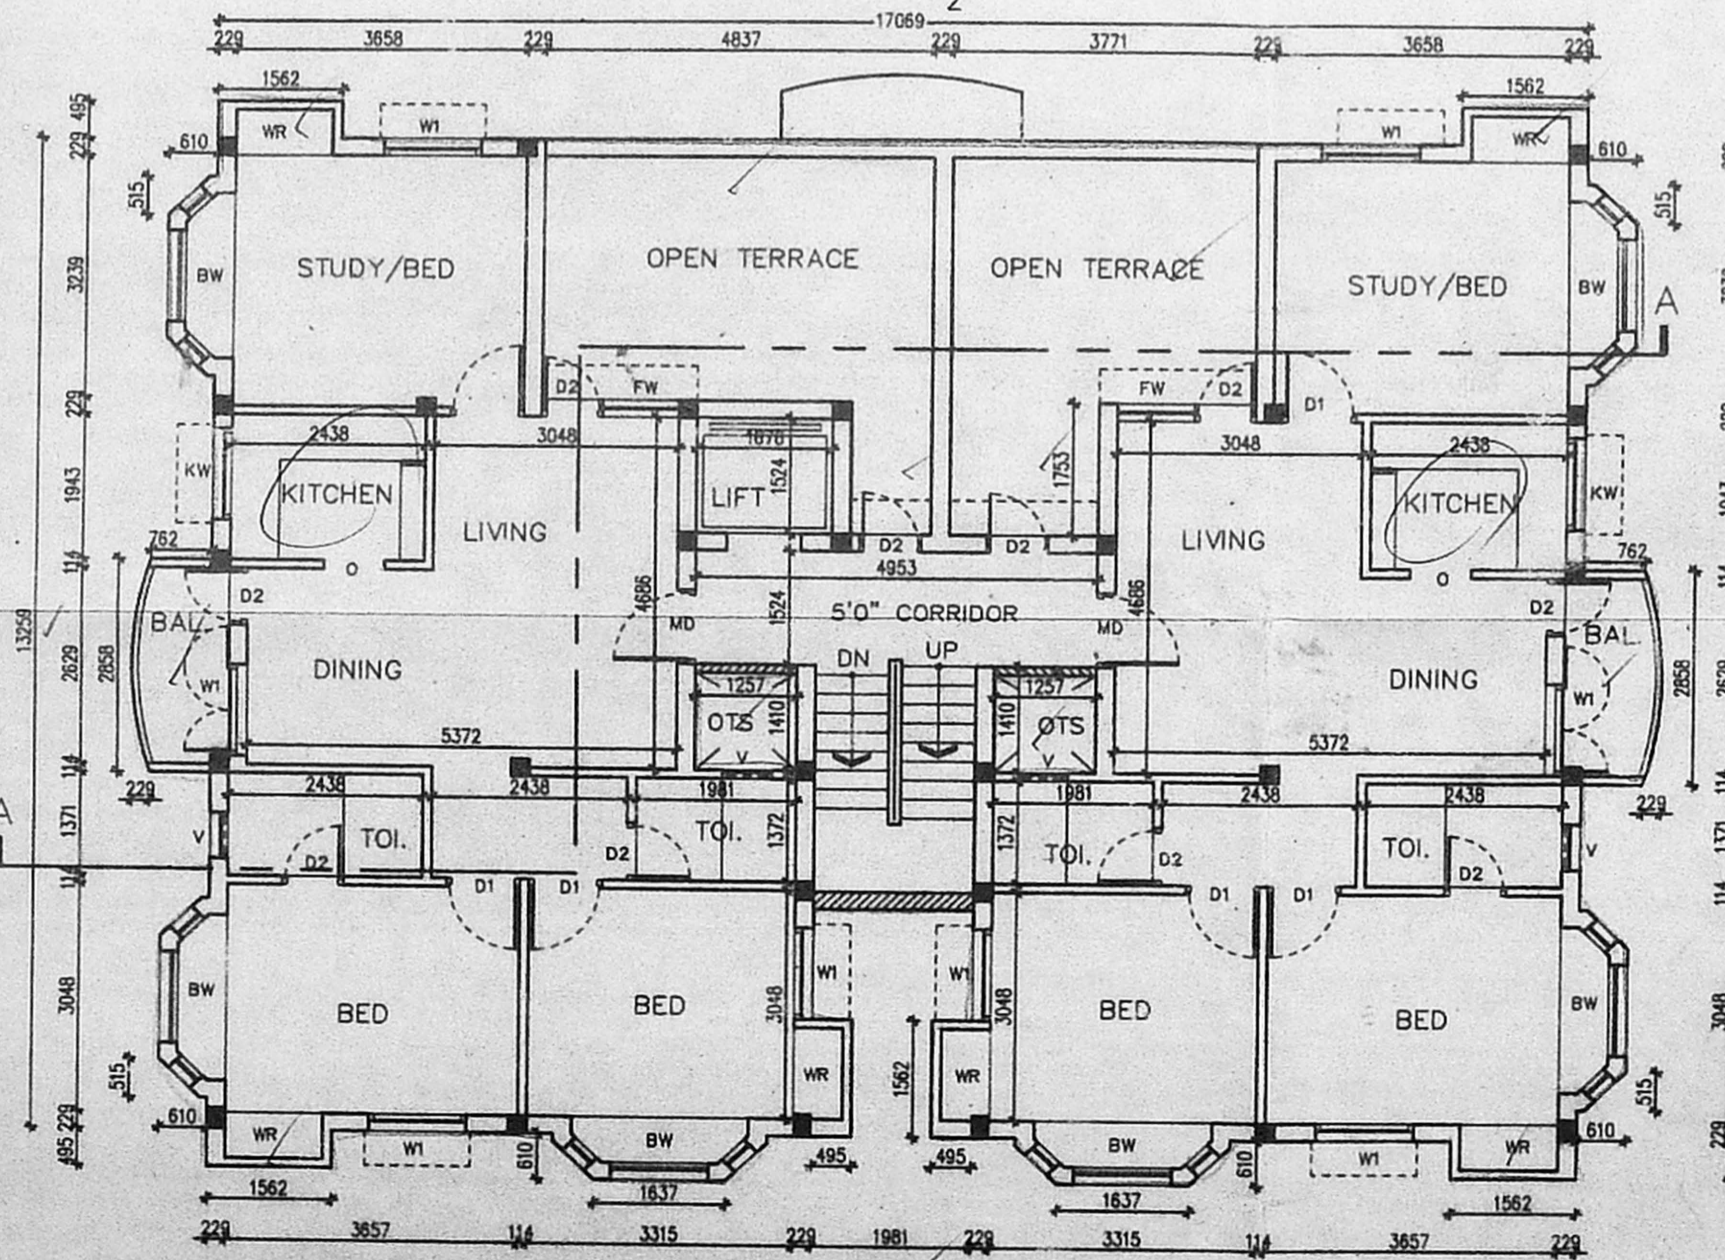 2
17069
229 3658 229 4837 229 3771 229 3658 229
1562 1562
495
229 610 WR W1 W1 WR 610
515 515
3239 BW STUDY/BED OPEN TERRACE OPEN TERRACE STUDY/BED BW A
229 D2 FW FW D2 D1
2438 3048 1676 3048 2438
1943 KW KITCHEN LIVING LIFT 1524 1753 LIVING KITCHEN KW
762 D2 D2 762
114 O 4953 O 114
D2 4686 1524 5'0" CORRIDOR 4686 D2
13259 BAL. MD DN UP MD BAL.
2629 2858 DINING DINING 2858
W1 1257 1257 W1
OTS 1410 1410 OTS
5372 V V 5372
114 114
229 2438 2438 1981 1981 2438 2438 229
A 1371 V TOI. TOI. 1372 1372 TOI. TOI. V 1371
D2 D2 D2 D2
114 D1 D1 D1 D1 114
W1 W1
3048 BW BED BED 3048 3048 BED BED BW 3048
515 WR 1562 WR 515
229 610 610 229
495 WR W1 BW BW W1 WR
610 495 495 610
1562 1637 1637 1562
229 3657 114 3315 229 1981 229 3315 114 3657 229